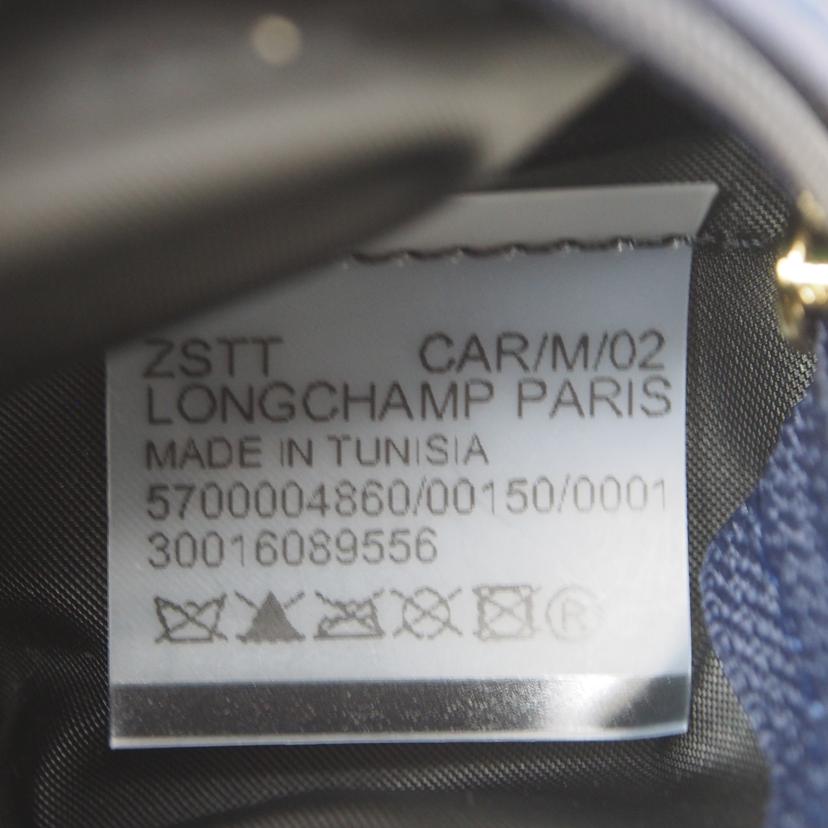 ZSTT CAR/M/02
LONGCHAMP PARIS
MADE IN TUNISIA
5700004860/00150/0001
30016089556
®